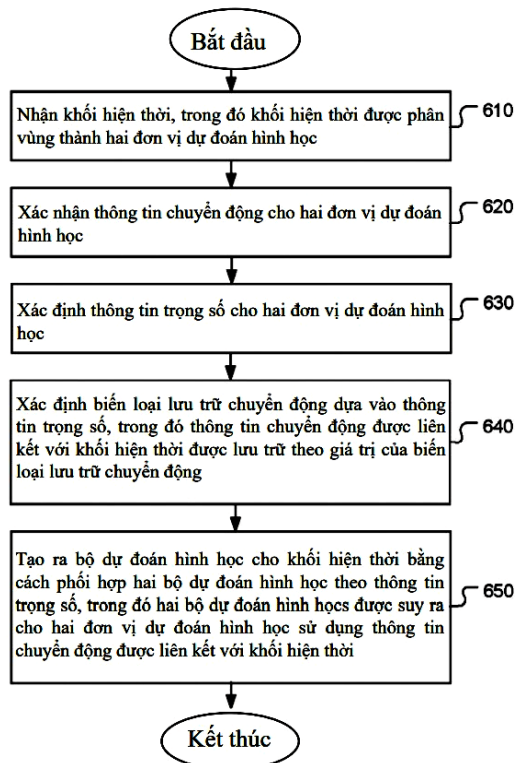 Bắt đầu
Nhận khối hiện thời, trong đó khối hiện thời được phân
vùng thành hai đơn vị dự đoán hình học
610
Xác nhận thông tin chuyển động cho hai đơn vị dự đoán
hình học
620
Xác định thông tin trọng số cho hai đơn vị dự đoán hình
học
630
Xác định biến loại lưu trữ chuyển động dựa vào thông
tin trọng số, trong đó thông tin chuyển động được liên
kết với khối hiện thời được lưu trữ theo giá trị của biến
loại lưu trữ chuyển động
640
Tạo ra bộ dự đoán hình học cho khối hiện thời bằng
cách phối hợp hai bộ dự đoán hình học theo thông tin
trọng số, trong đó hai bộ dự đoán hình họcs được suy ra
cho hai đơn vị dự đoán hình học sử dụng thông tin
chuyển động được liên kết với khối hiện thời
650
Kết thúc